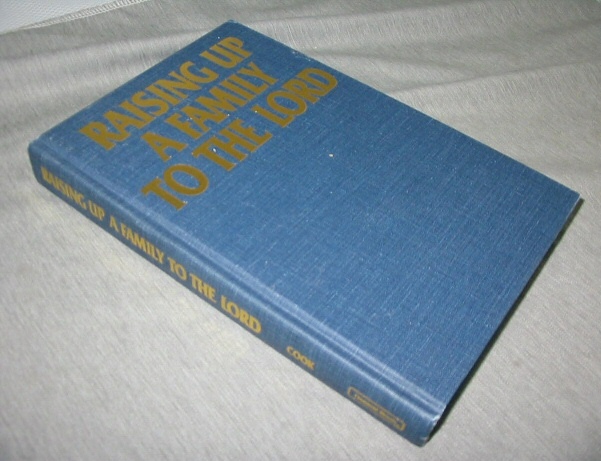 RAISING UP
A FAMILY
TO THE LORD
RAISING UP A FAMILY TO THE LORD
COOK